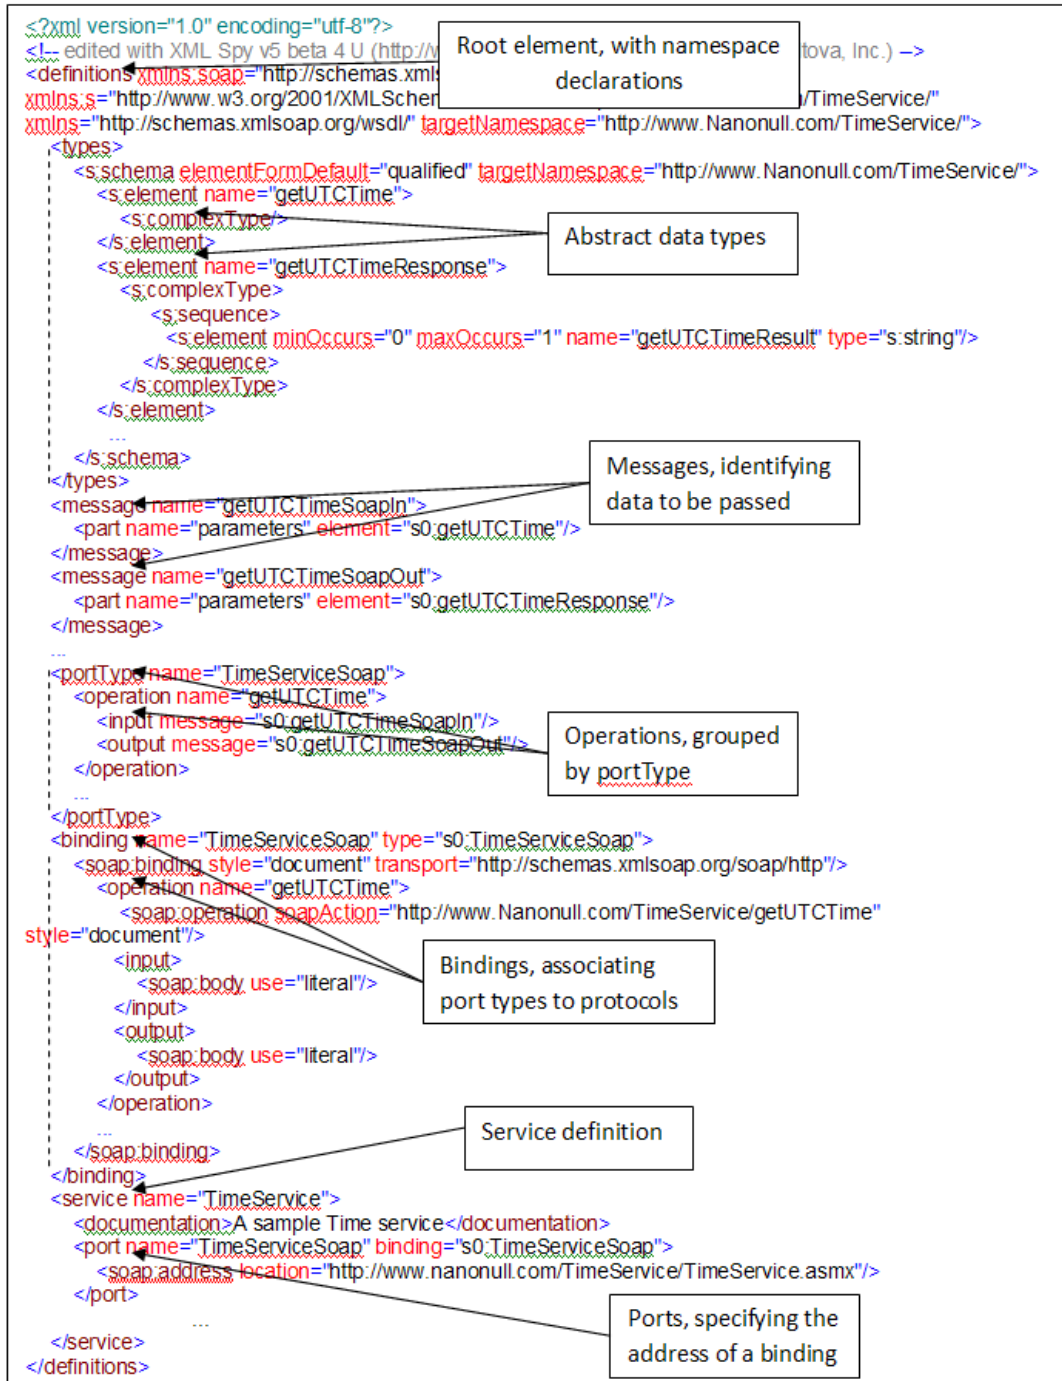 <?xml version="1.0" encoding="utf-8"?>
<!-- edited with XML Spy v5 beta 4 U (http://w tova, Inc.) -->
Root element, with namespace
declarations
<definitions xmlns:soap="http://schemas.xmls
xmlns:s="http://www.w3.org/2001/XMLSchem /TimeService/"
xmlns="http://schemas.xmlsoap.org/wsdl/" targetNamespace="http://www.Nanonull.com/TimeService/">
<types>
<s:schema elementFormDefault="qualified" targetNamespace="http://www.Nanonull.com/TimeService/">
<s:element name="getUTCTime">
<s:complexType/>
</s:element>
Abstract data types
<s:element name="getUTCTimeResponse">
<s:complexType>
<s:sequence>
<s:element minOccurs="0" maxOccurs="1" name="getUTCTimeResult" type="s:string"/>
</s:sequence>
</s:complexType>
</s:element>
...
</s:schema>
</types>
Messages, identifying
data to be passed
<message name="getUTCTimeSoapIn">
<part name="parameters" element="s0:getUTCTime"/>
</message>
<message name="getUTCTimeSoapOut">
<part name="parameters" element="s0:getUTCTimeResponse"/>
</message>
...
<portType name="TimeServiceSoap">
<operation name="getUTCTime">
<input message="s0:getUTCTimeSoapIn"/>
<output message="s0:getUTCTimeSoapOut"/>
</operation>
Operations, grouped
by portType
...
</portType>
<binding name="TimeServiceSoap" type="s0:TimeServiceSoap">
<soap:binding style="document" transport="http://schemas.xmlsoap.org/soap/http"/>
<operation name="getUTCTime">
<soap:operation soapAction="http://www.Nanonull.com/TimeService/getUTCTime"
style="document"/>
<input>
<soap:body use="literal"/>
</input>
Bindings, associating
port types to protocols
<output>
<soap:body use="literal"/>
</output>
</operation>
...
</soap:binding>
</binding>
Service definition
<service name="TimeService">
<documentation>A sample Time service</documentation>
<port name="TimeServiceSoap" binding="s0:TimeServiceSoap">
<soap:address location="http://www.nanonull.com/TimeService/TimeService.asmx"/>
</port>
...
Ports, specifying the
address of a binding
</service>
</definitions>